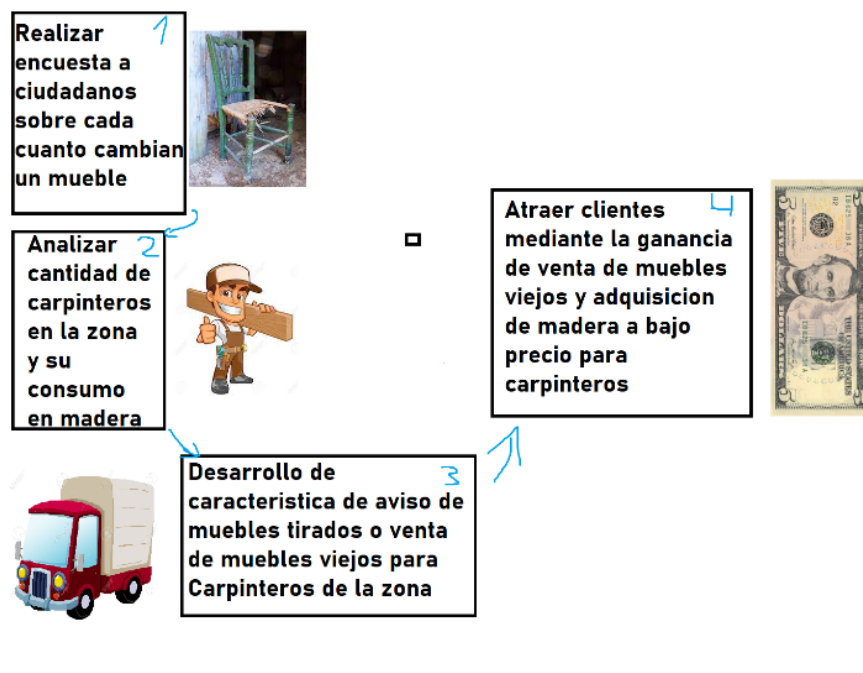 Realizar 1
encuesta a
ciudadanos
sobre cada
cuanto cambian
un mueble
Analizar 2
cantidad de
carpinteros
en la zona
y su
consumo
en madera
Desarrollo de 3
caracteristica de aviso de
muebles tirados o venta
de muebles viejos para
Carpinteros de la zona
Atraer clientes 4
mediante la ganancia
de venta de muebles
viejos y adquisicion
de madera a bajo
precio para
carpinteros